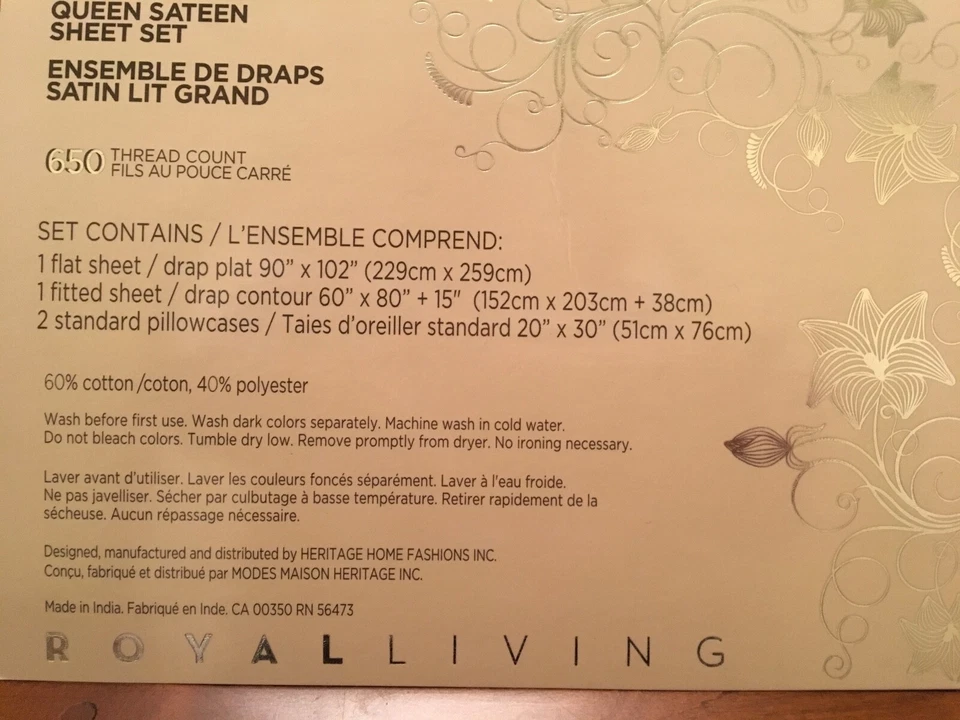 QUEEN SATEEN
SHEET SET
ENSEMBLE DE DRAPS
SATIN LIT GRAND
650 THREAD COUNT
FILS AU POUCE CARRÉ
SET CONTAINS / L'ENSEMBLE COMPREND:
1 flat sheet / drap plat 90" x 102" (229cm x 259cm)
1 fitted sheet / drap contour 60" x 80" + 15" (152cm x 203cm + 38cm)
2 standard pillowcases / Taies d'oreiller standard 20" x 30" (51cm x 76cm)
60% cotton/coton, 40% polyester
Wash before first use. Wash dark colors separately. Machine wash in cold water.
Do not bleach colors. Tumble dry low. Remove promptly from dryer. No ironing necessary.
Laver avant d'utiliser. Laver les couleurs foncés séparément. Laver à l'eau froide.
Ne pas javelliser. Sécher par culbutage à basse température. Retirer rapidement de la
sécheuse. Aucun répassage nécessaire.
Designed, manufactured and distributed by HERITAGE HOME FASHIONS INC.
Conçu, fabriqué et distribué par MODES MAISON HERITAGE INC.
Made in India. Fabriqué en Inde. CA 00350 RN 56473
ROYAL LIVING